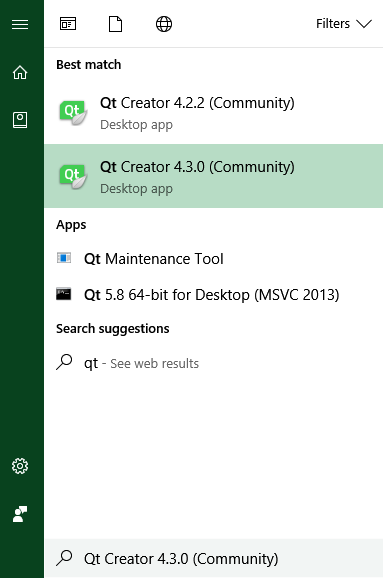 Filters
Best match
Qt Creator 4.2.2 (Community)
Desktop app
Qt Creator 4.3.0 (Community)
Desktop app
Apps
Qt Maintenance Tool
Qt 5.8 64-bit for Desktop (MSVC 2013)
Search suggestions
qt - See web results
Qt Creator 4.3.0 (Community)